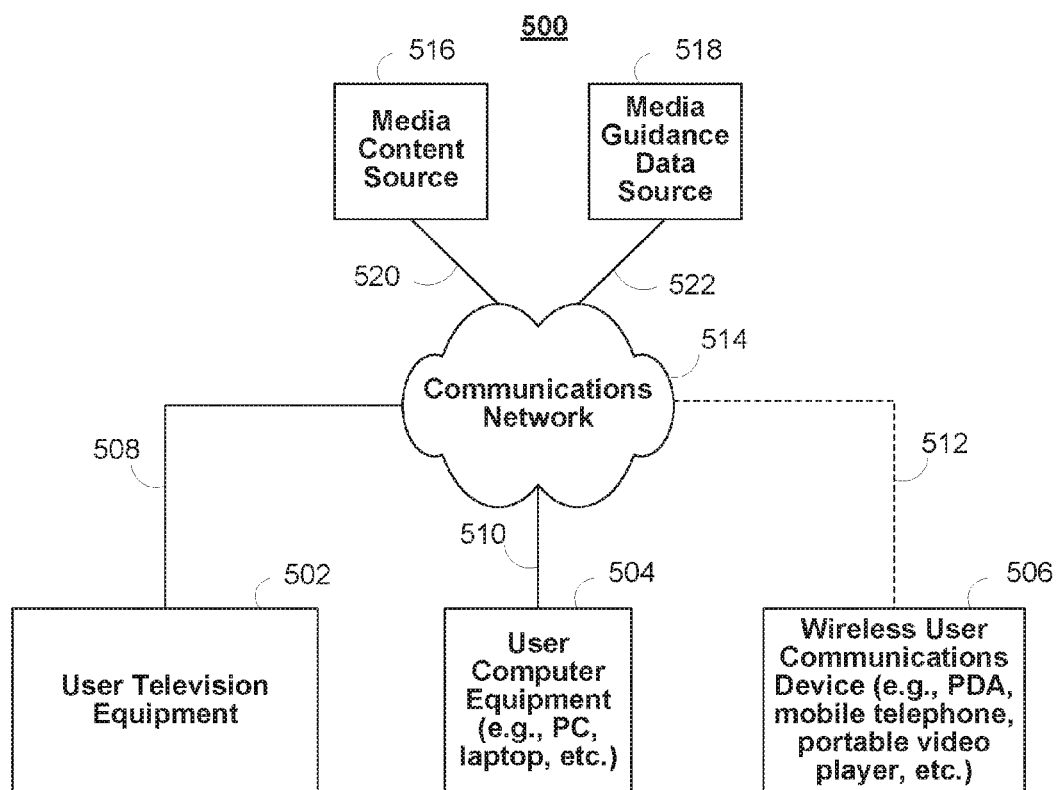 500
516
518
Media
Content
Source
Media
Guidance
Data
Source
520
522
514
Communications
Network
508
512
510
502
504
506
User Television
Equipment
User
Computer
Equipment
(e.g., PC,
laptop, etc.)
Wireless User
Communications
Device (e.g., PDA,
mobile telephone,
portable video
player, etc.)